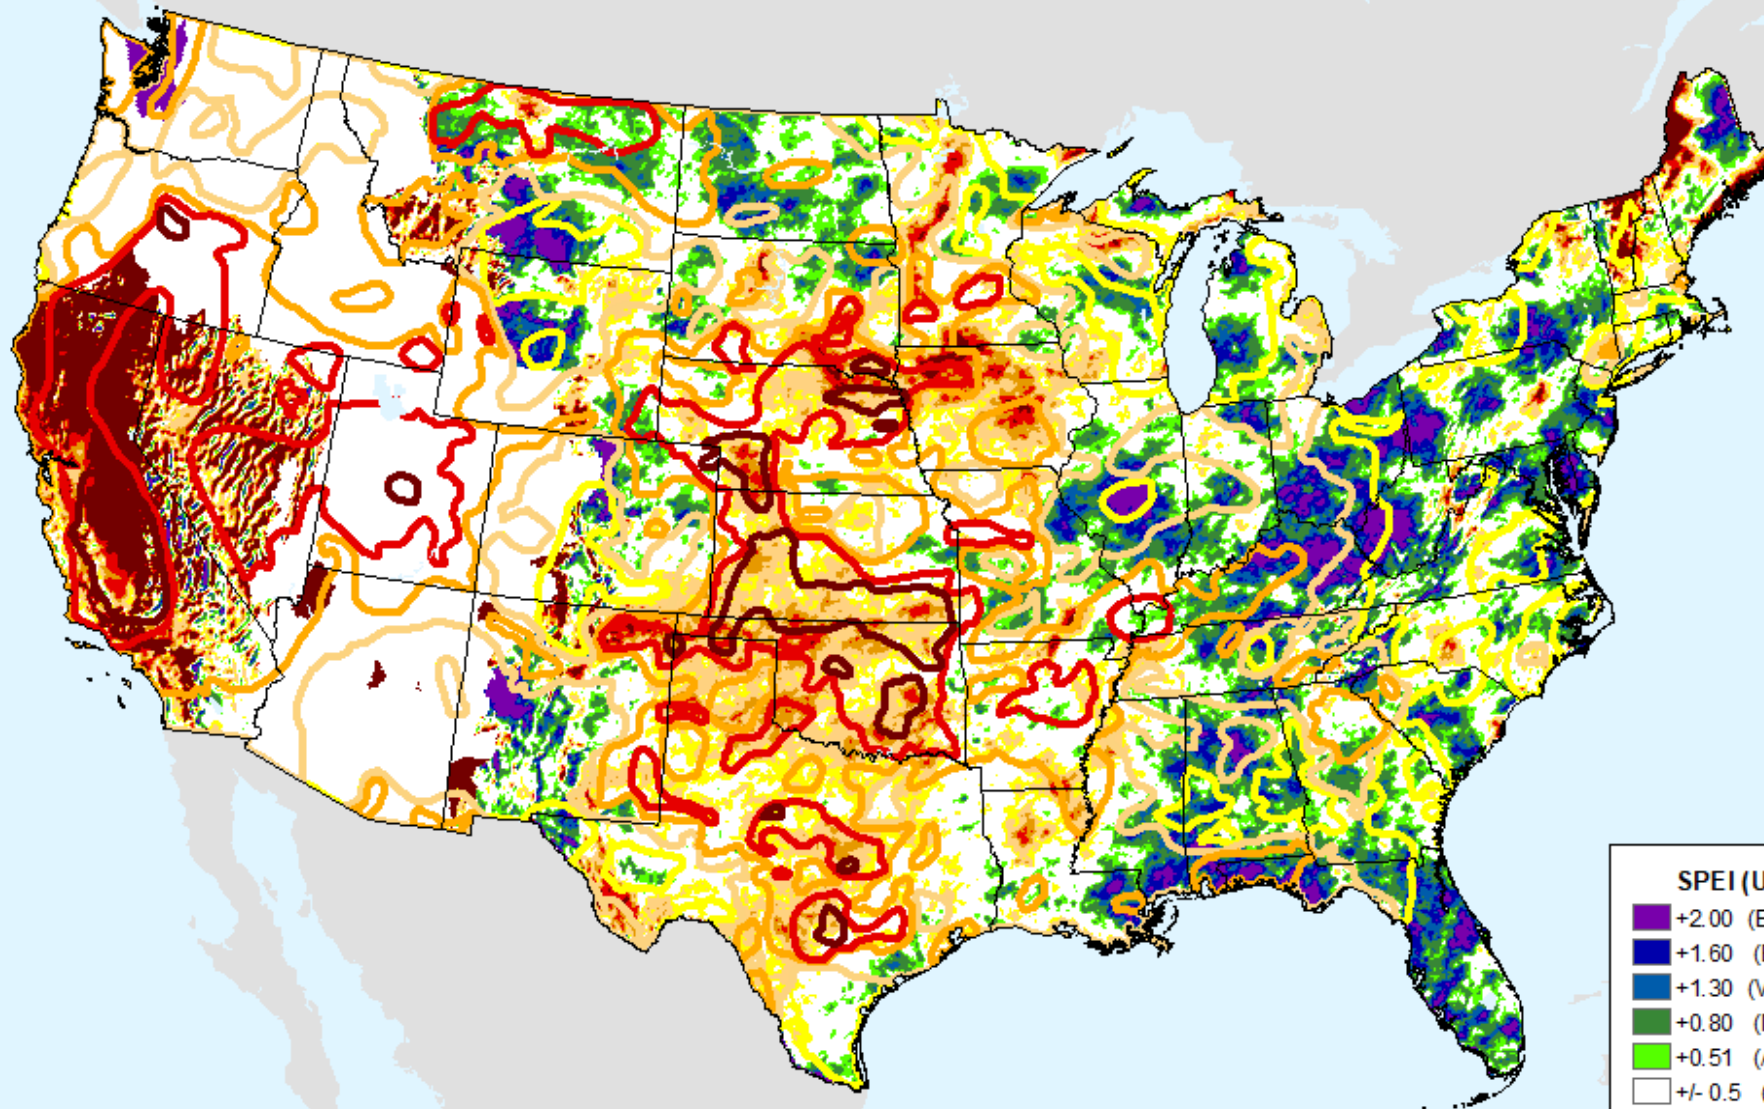 SPEI (U
+2.00 (E
+1.60 (
+1.30 (V
+0.80 (
+0.51 (
+/- 0.5 (